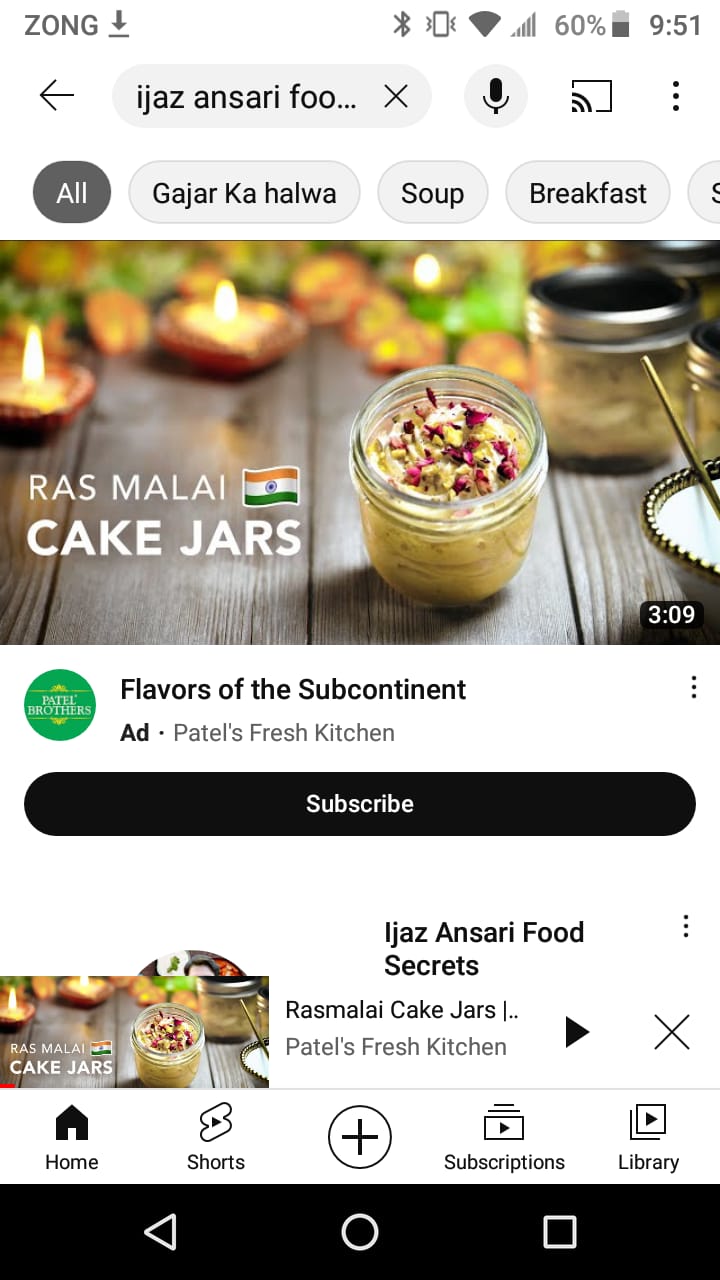 ZONG
60%
9:51
ijaz ansari foo...
All
Gajar Ka halwa
Soup
Breakfast
S
RAS MALAI
CAKE JARS
3:09
PATEL
BROTHERS
Flavors of the Subcontinent
Ad · Patel's Fresh Kitchen
Subscribe
Ijaz Ansari Food
Secrets
RAS MALAI
CAKE JARS
Rasmalai Cake Jars |..
Patel's Fresh Kitchen
Home
Shorts
Subscriptions
Library